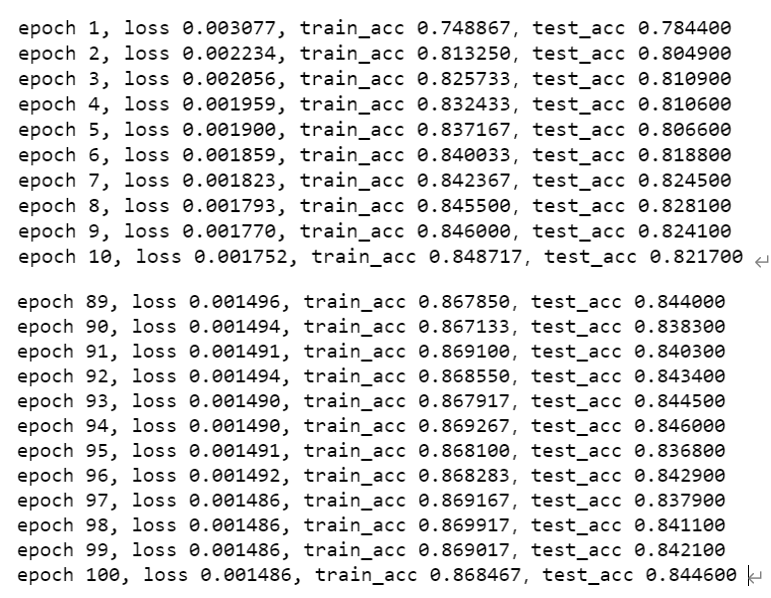 epoch 1, loss 0.003077, train_acc 0.748867, test_acc 0.784400
epoch 2, loss 0.002234, train_acc 0.813250, test_acc 0.804900
epoch 3, loss 0.002056, train_acc 0.825733, test_acc 0.810900
epoch 4, loss 0.001959, train_acc 0.832433, test_acc 0.810600
epoch 5, loss 0.001900, train_acc 0.837167, test_acc 0.806600
epoch 6, loss 0.001859, train_acc 0.840033, test_acc 0.818800
epoch 7, loss 0.001823, train_acc 0.842367, test_acc 0.824500
epoch 8, loss 0.001793, train_acc 0.845500, test_acc 0.828100
epoch 9, loss 0.001770, train_acc 0.846000, test_acc 0.824100
epoch 10, loss 0.001752, train_acc 0.848717, test_acc 0.821700
epoch 89, loss 0.001496, train_acc 0.867850, test_acc 0.844000
epoch 90, loss 0.001494, train_acc 0.867133, test_acc 0.838300
epoch 91, loss 0.001491, train_acc 0.869100, test_acc 0.840300
epoch 92, loss 0.001494, train_acc 0.868550, test_acc 0.843400
epoch 93, loss 0.001490, train_acc 0.867917, test_acc 0.844500
epoch 94, loss 0.001490, train_acc 0.869267, test_acc 0.846000
epoch 95, loss 0.001491, train_acc 0.868100, test_acc 0.836800
epoch 96, loss 0.001492, train_acc 0.868283, test_acc 0.842900
epoch 97, loss 0.001486, train_acc 0.869167, test_acc 0.837900
epoch 98, loss 0.001486, train_acc 0.869917, test_acc 0.841100
epoch 99, loss 0.001486, train_acc 0.869017, test_acc 0.842100
epoch 100, loss 0.001486, train_acc 0.868467, test_acc 0.844600